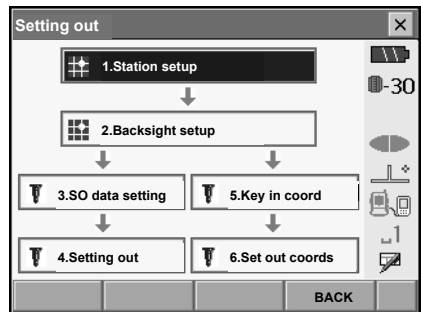 Setting out
1.Station setup
-30
2.Backsight setup
3.SO data setting
5.Key in coord
4.Setting out
6.Set out coords
1
BACK